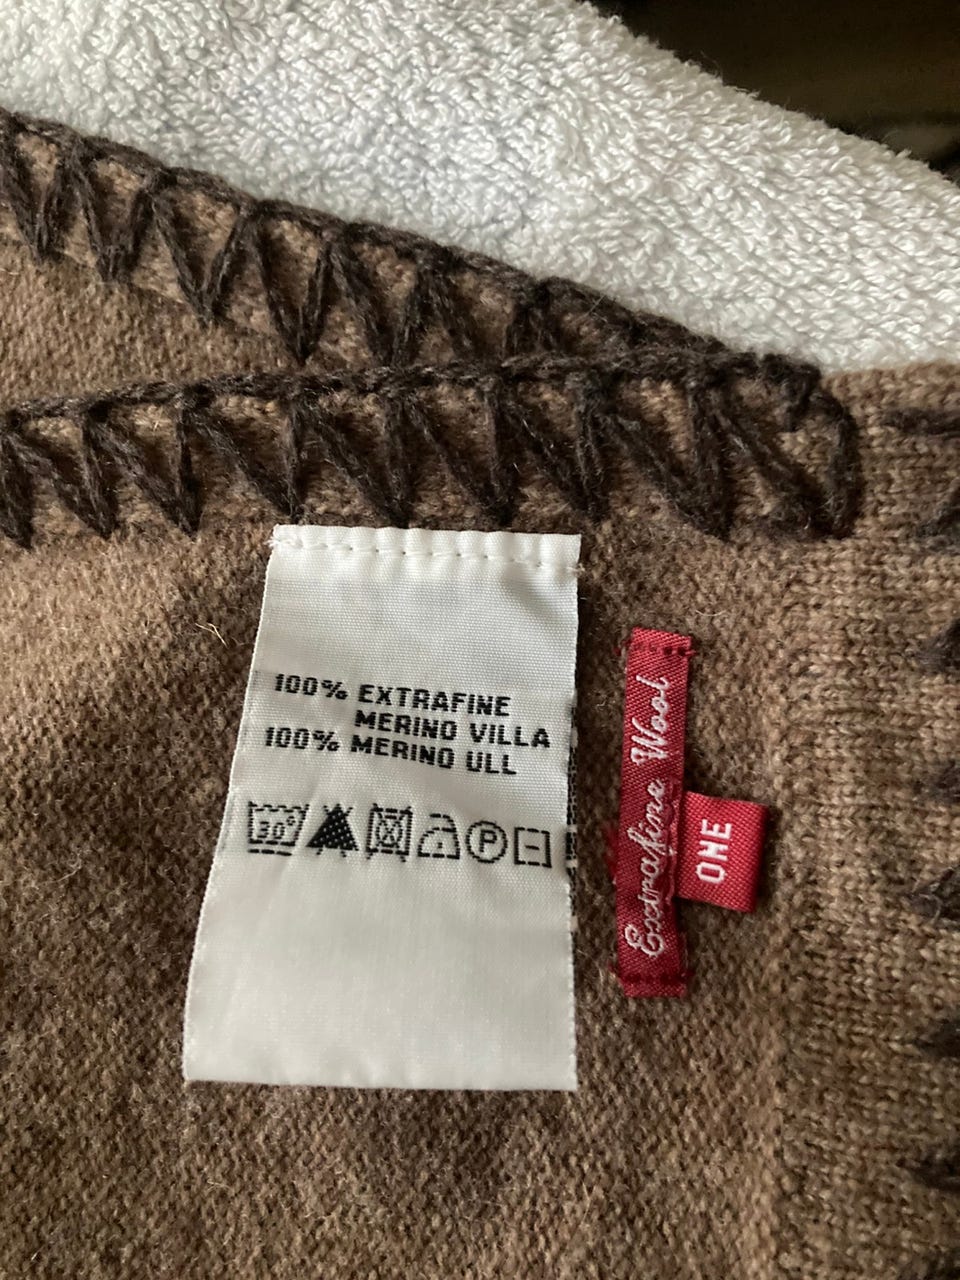 100% EXTRAFINE
MERINO VILLA
100% MERINO ULL
30°
P
Extrafine Wool
ONE